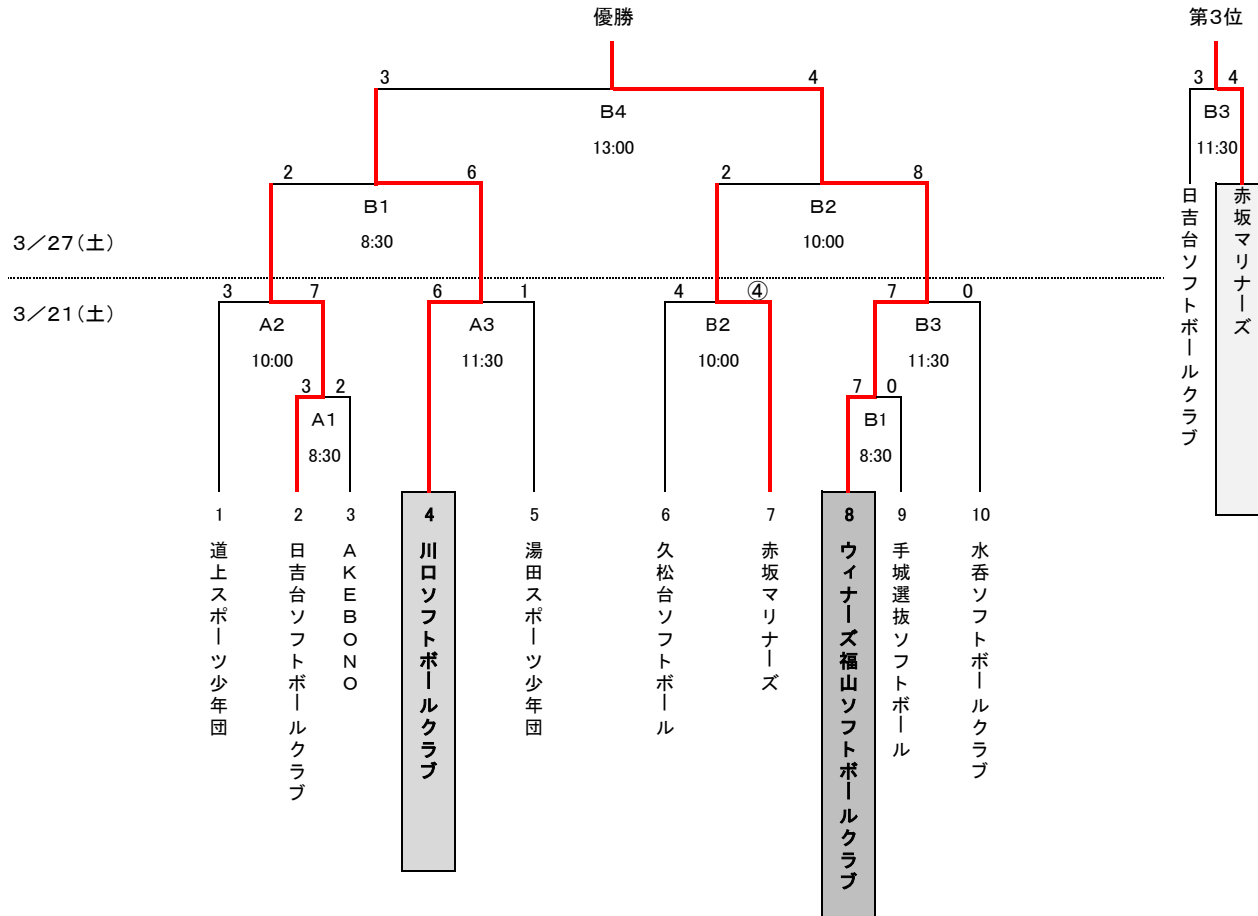 優勝
第3位
3 4
3 4
B4
B3
13:00
11:30
2 6
2 8
B1
B2
8:30
10:00
日吉台ソフトボールクラブ
赤坂マリナーズ
3/27(土)
3/21(土)
3 7
6 1
4 ④
7 0
A2
A3
B2
B3
10:00
11:30
10:00
11:30
3 2
7 0
A1
B1
8:30
8:30
1
道上スポーツ少年団
2
日吉台ソフトボールクラブ
3
AKEBONO
4
川口ソフトボールクラブ
5
湯田スポーツ少年団
6
久松台ソフトボール
7
赤坂マリナーズ
8
ウィナーズ福山ソフトボールクラブ
9
手城選抜ソフトボール
10
水呑ソフトボールクラブ